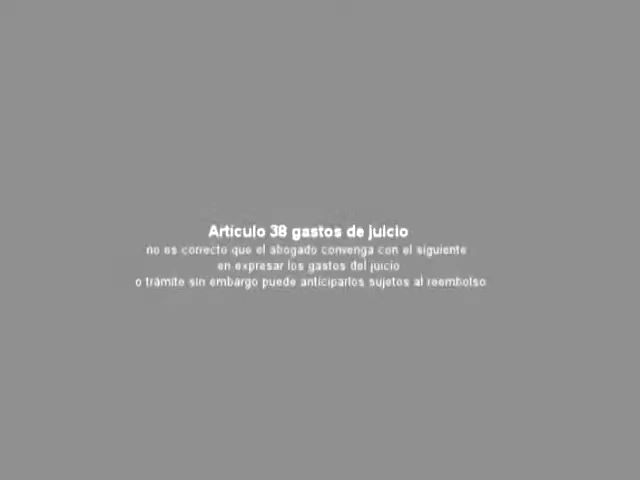 Artículo 38 gastos de juicio
no es correcto que el abogado convenga con el siguiente
en expresar los gastos del juicio
o trámite sin embargo puede anticiparlos sujetos al reembolso